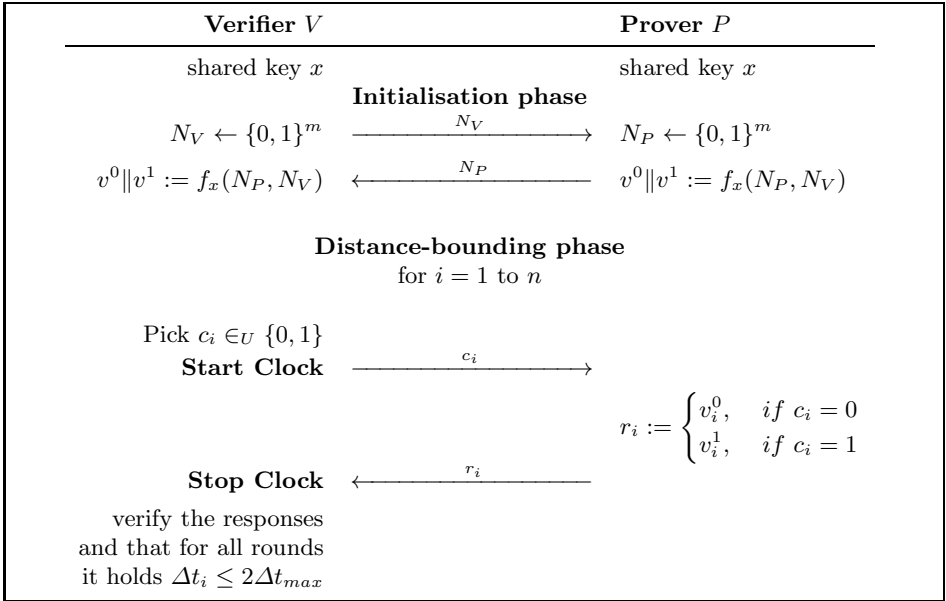 Verifier V Prover P
shared key x shared key x
Initialisation phase
N_V ← {0, 1}^m N_V N_P ← {0, 1}^m
v^0‖v^1 := f_x(N_P, N_V) N_P v^0‖v^1 := f_x(N_P, N_V)
Distance-bounding phase
for i = 1 to n
Pick c_i ∈_U {0, 1}
Start Clock c_i
r_i := { v_i^0, if c_i = 0
v_i^1, if c_i = 1
Stop Clock r_i
verify the responses
and that for all rounds
it holds Δt_i ≤ 2Δt_max